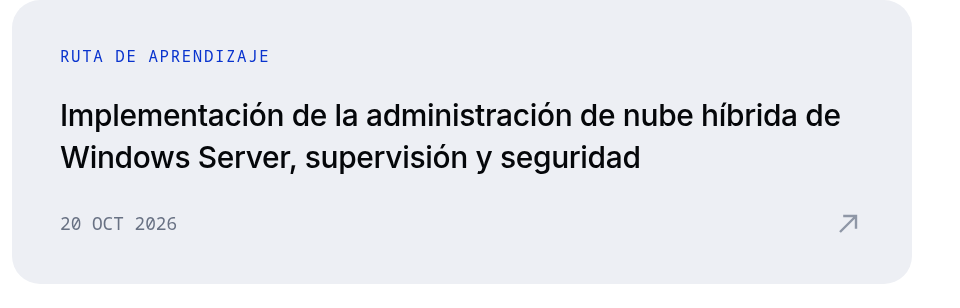 RUTA DE APRENDIZAJE
Implementación de la administración de nube híbrida de
Windows Server, supervisión y seguridad
20 OCT 2026